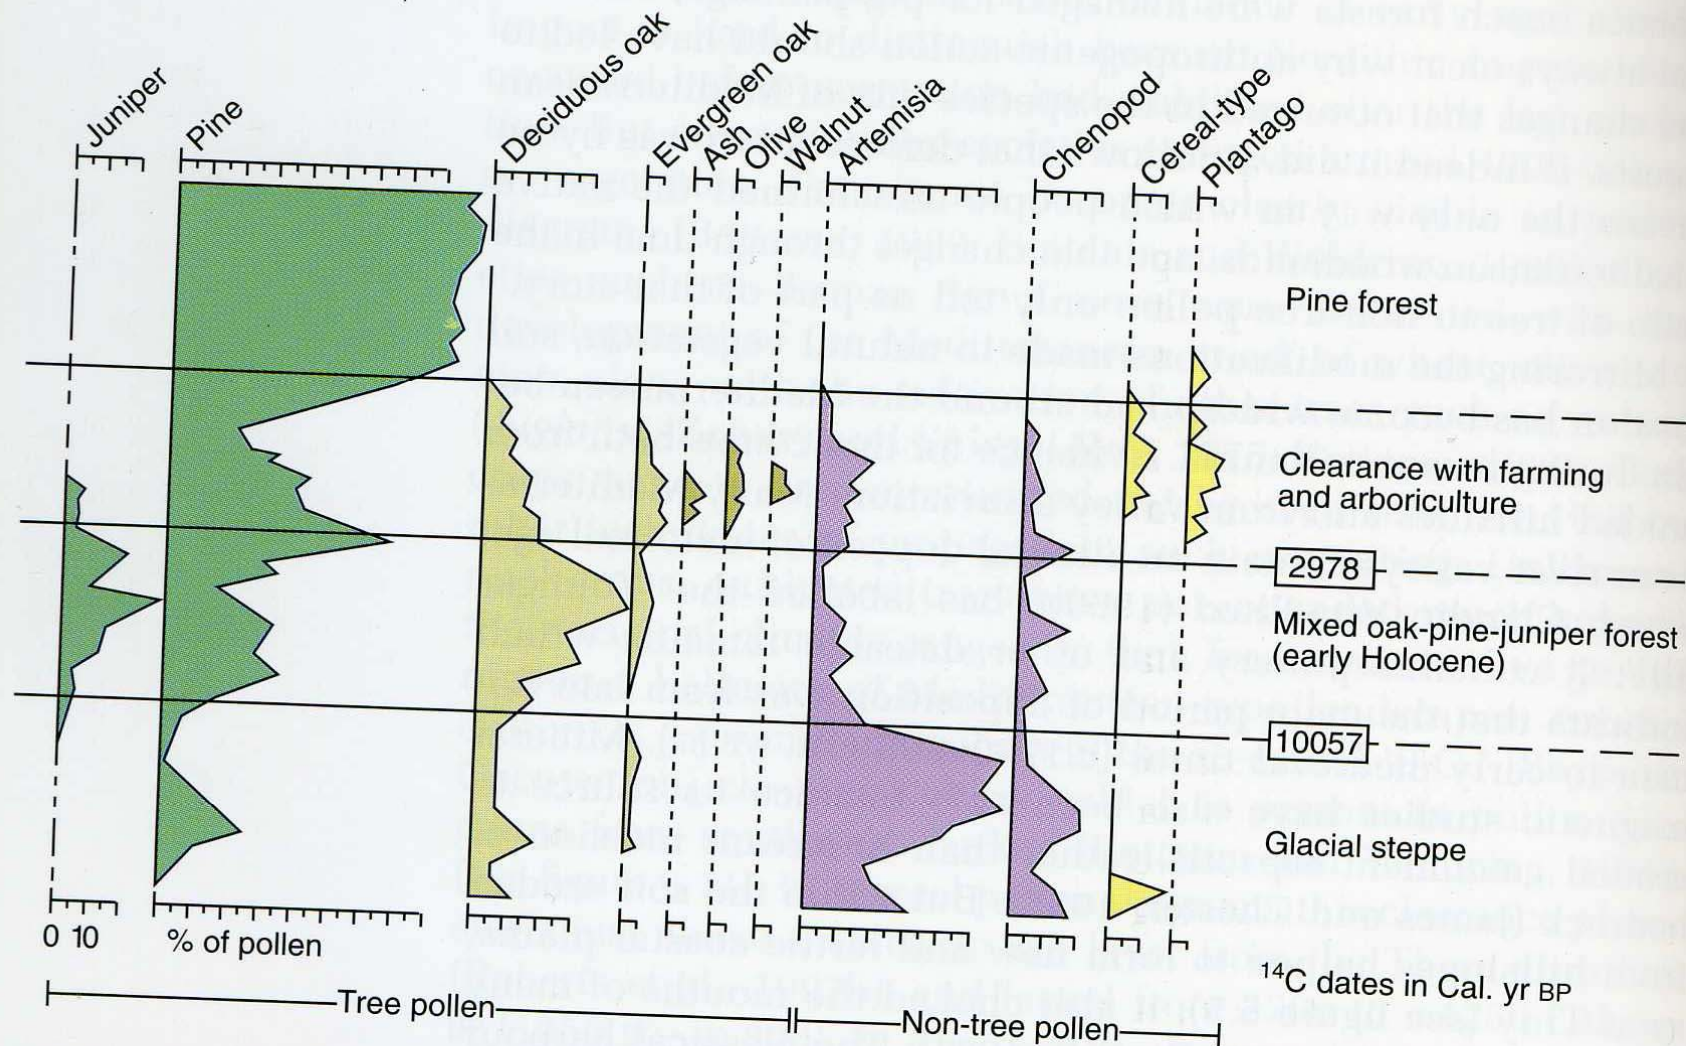 Juniper
Pine
Deciduous oak
Evergreen oak
Ash
Olive
Walnut
Artemisia
Chenopod
Cereal-type
Plantago
Pine forest
Clearance with farming
and arboriculture
2978
Mixed oak-pine-juniper forest
(early Holocene)
10057
Glacial steppe
0 10
% of pollen
14C dates in Cal. yr BP
Tree pollen
Non-tree pollen